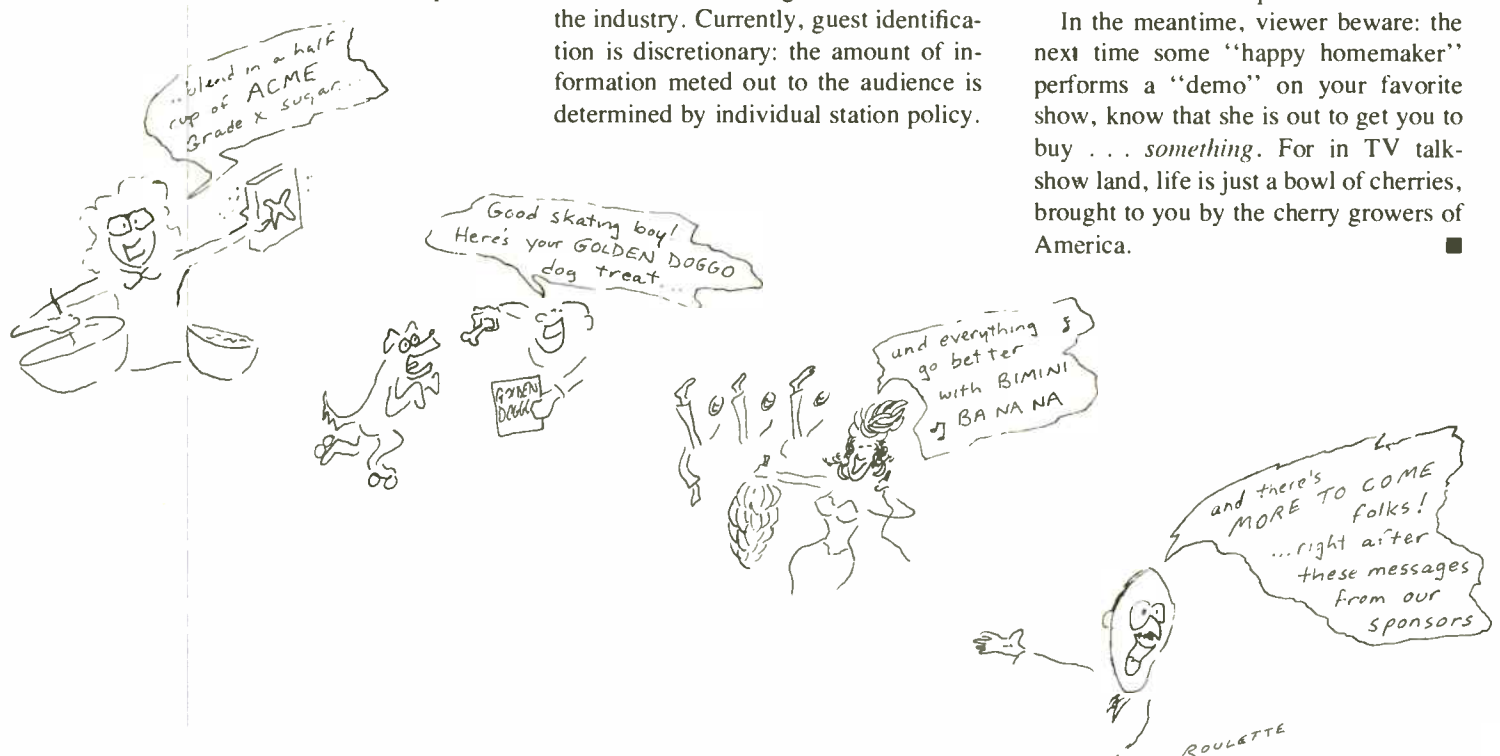 the industry. Currently, guest identifica-
tion is discretionary: the amount of in-
formation meted out to the audience is
determined by individual station policy.
In the meantime, viewer beware: the
next time some “happy homemaker”
performs a “demo” on your favorite
show, know that she is out to get you to
buy . . . something. For in TV talk-
show land, life is just a bowl of cherries,
brought to you by the cherry growers of
America. ■
...blend in a half
cup of ACME
Grade x sugar...
Good skating boy!
Here's your GOLDEN DOGGO
dog treat...
GOLDEN
DOGGO
and everything
go better
with BIMINI
BA NA NA
and there's
MORE TO COME
folks!
...right after
these messages
from our
sponsors
ROULETTE